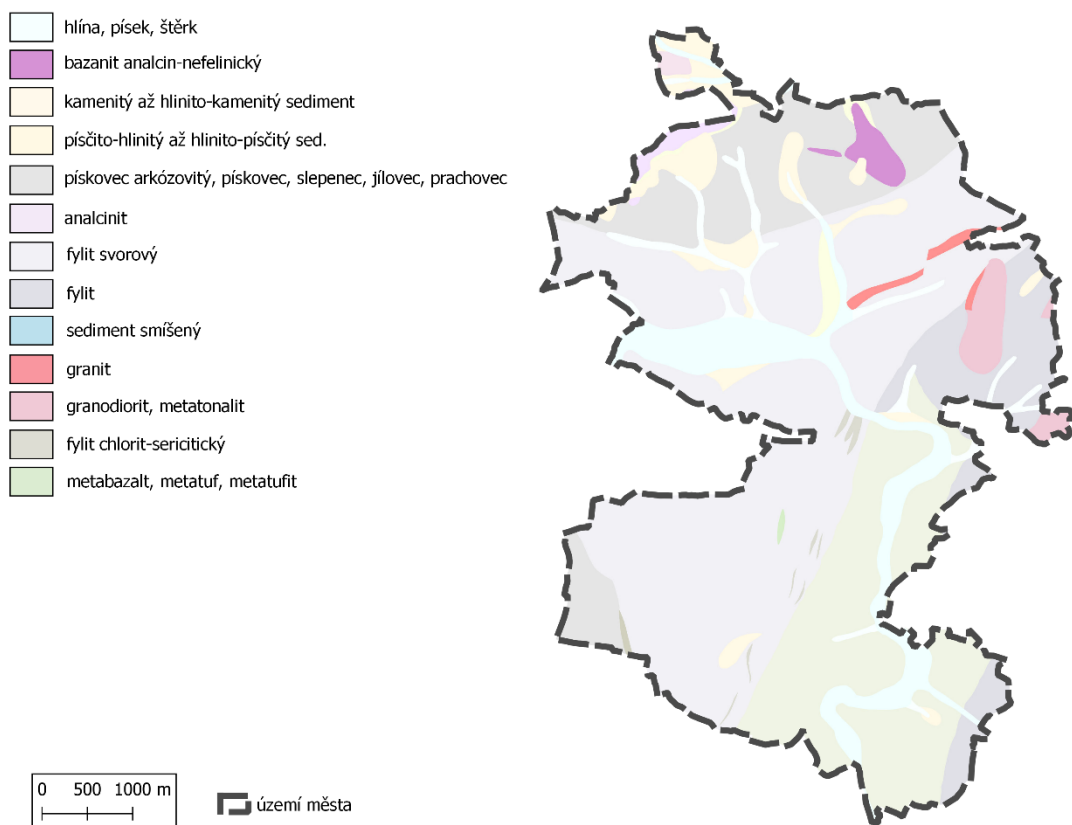 hlína, písek, štěrk
bazanit analcin-nefelinický
kamenitý až hlinito-kamenitý sediment
písčito-hlinitý až hlinito-písčitý sed.
pískovec arkózovitý, pískovec, slepenec, jílovec, prachovec
analcinit
fylit svorový
fylit
sediment smíšený
granit
granodiorit, metatonalit
fylit chlorit-sericitický
metabazalt, metatuf, metatufit
0 500 1000 m
území města